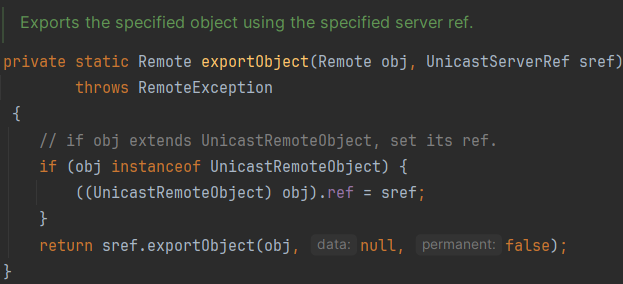 Exports the specified object using the specified server ref.
private static Remote exportObject(Remote obj, UnicastServerRef sref)
        throws RemoteException
{
    // if obj extends UnicastRemoteObject, set its ref.
    if (obj instanceof UnicastRemoteObject) {
        ((UnicastRemoteObject) obj).ref = sref;
    }
    return sref.exportObject(obj, data: null, permanent: false);
}